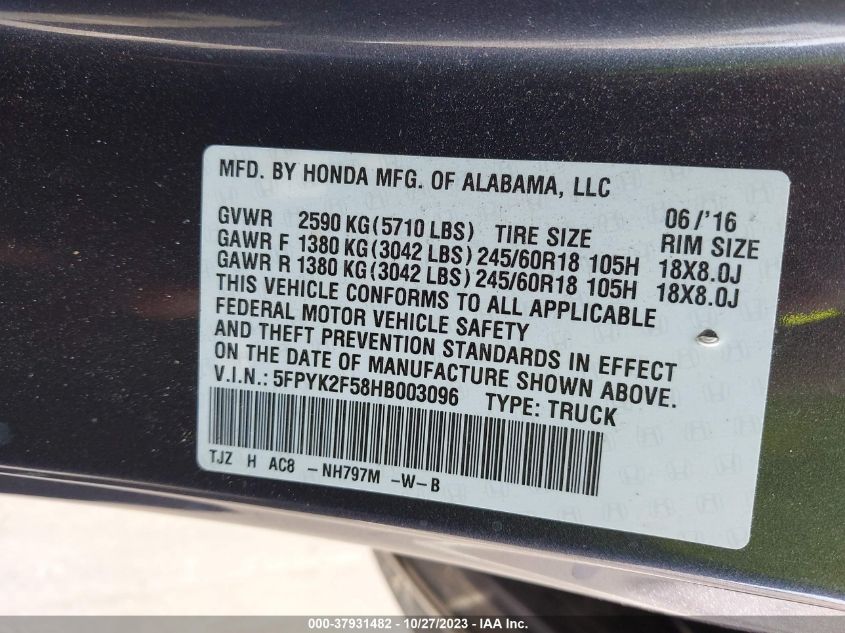 MFD. BY HONDA MFG. OF ALABAMA, LLC
GVWR 2590 KG (5710 LBS) TIRE SIZE 06/'16 RIM SIZE
GAWR F 1380 KG (3042 LBS) 245/60R18 105H 18X8.0J
GAWR R 1380 KG (3042 LBS) 245/60R18 105H 18X8.0J
THIS VEHICLE CONFORMS TO ALL APPLICABLE
FEDERAL MOTOR VEHICLE SAFETY
AND THEFT PREVENTION STANDARDS IN EFFECT
ON THE DATE OF MANUFACTURE SHOWN ABOVE.
V.I.N.: 5FPYK2F58HB003096 TYPE: TRUCK
TJZ H AC8 -NH797M -W-B
000-37931482 - 10/27/2023 - IAA Inc.